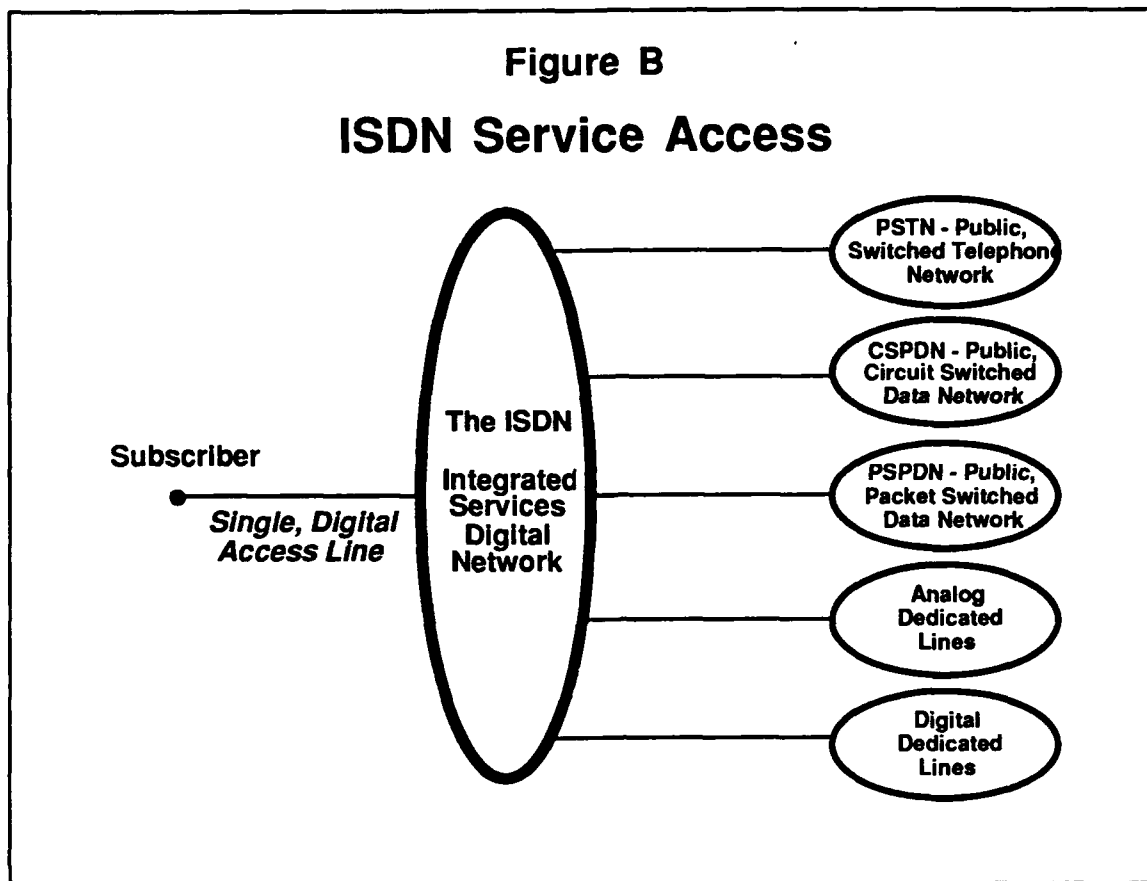 Figure B
ISDN Service Access
Subscriber
Single, Digital
Access Line
The ISDN
Integrated
Services
Digital
Network
PSTN - Public,
Switched Telephone
Network
CSPDN - Public,
Circuit Switched
Data Network
PSPDN - Public,
Packet Switched
Data Network
Analog
Dedicated
Lines
Digital
Dedicated
Lines